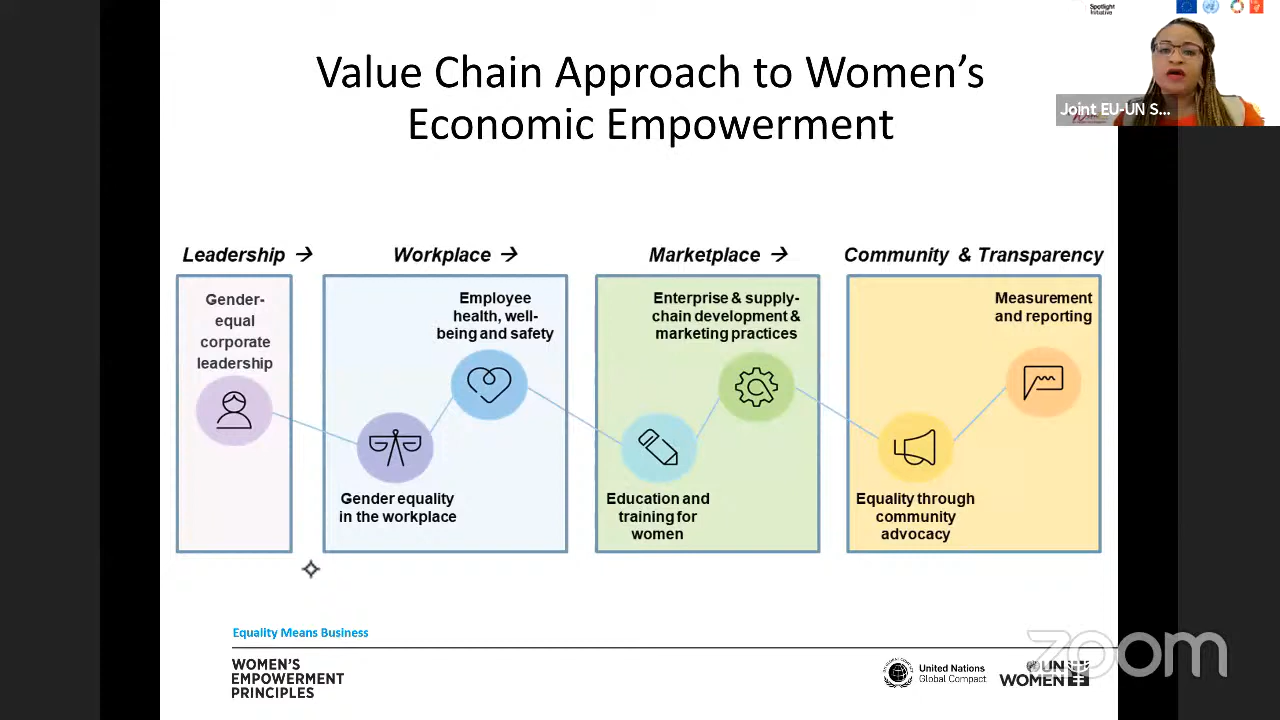 Spotlight
Initiative
Value Chain Approach to Women's
Economic Empowerment
Joint EU-UN S...
Leadership →
Workplace →
Marketplace →
Community & Transparency
Gender-
equal
corporate
leadership
Employee
health, well-
being and safety
Enterprise & supply-
chain development &
marketing practices
Measurement
and reporting
Gender equality
in the workplace
Education and
training for
women
Equality through
community
advocacy
Equality Means Business
WOMEN'S
EMPOWERMENT
PRINCIPLES
United Nations
Global Compact
UN
WOMEN
zoom